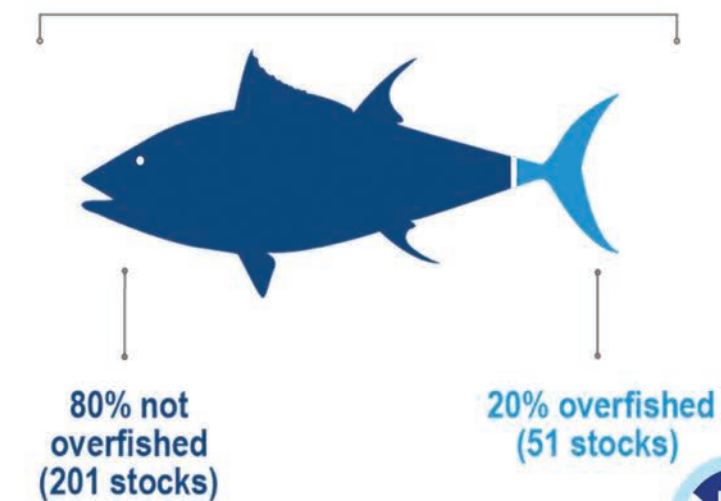 80% not
overfished
(201 stocks)
20% overfished
(51 stocks)